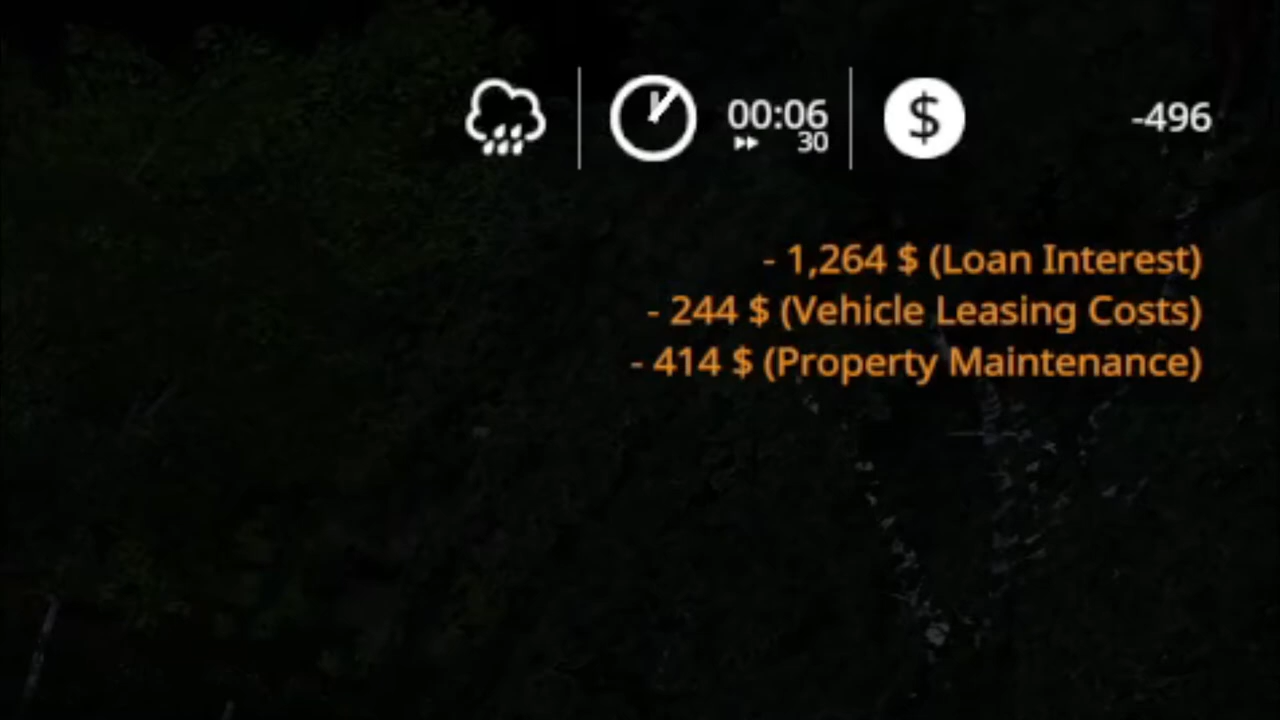 00:06
30
$
-496
- 1,264 $ (Loan Interest)
- 244 $ (Vehicle Leasing Costs)
- 414 $ (Property Maintenance)